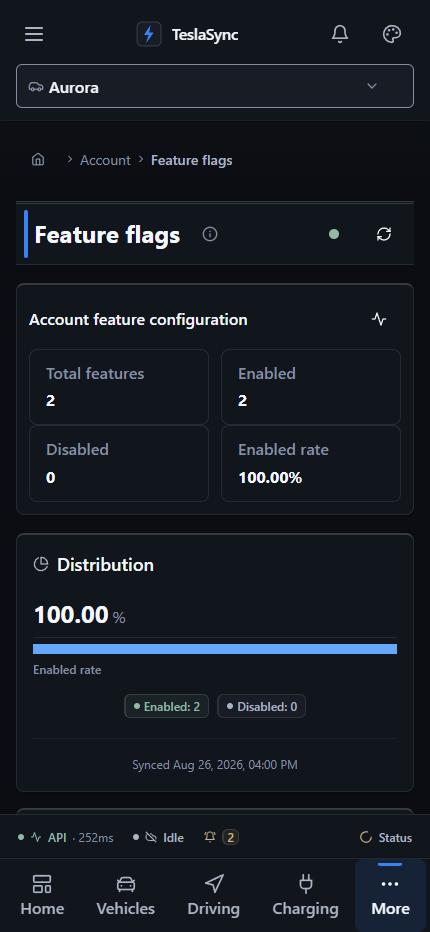 TeslaSync
Aurora
Account Feature flags
Feature flags
Account feature configuration
Total features
2
Enabled
2
Disabled
0
Enabled rate
100.00%
Distribution
100.00 %
Enabled rate
Enabled: 2 Disabled: 0
Synced Aug 26, 2026, 04:00 PM
API · 252ms Idle 2 Status
Home Vehicles Driving Charging More